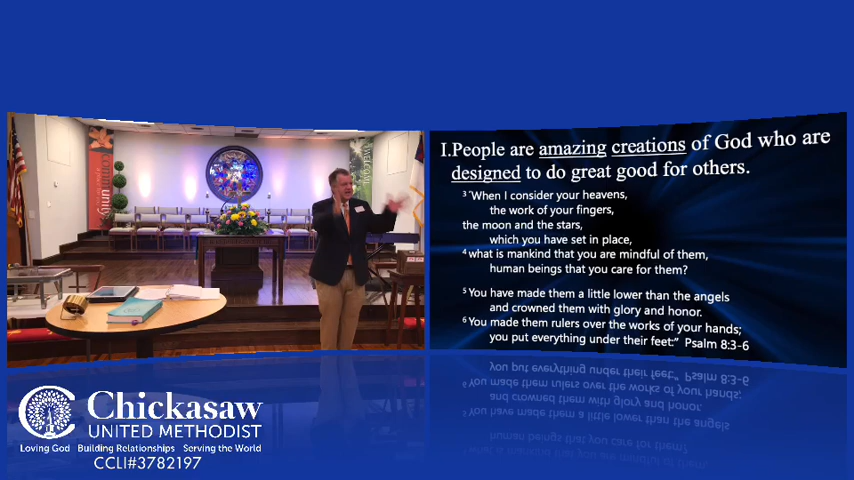 I.People are amazing creations of God who are
designed to do great good for others.
3 "When I consider your heavens,
the work of your fingers,
the moon and the stars,
which you have set in place,
4 what is mankind that you are mindful of them,
human beings that you care for them?
5 You have made them a little lower than the angels
and crowned them with glory and honor.
6 You made them rulers over the works of your hands;
you put everything under their feet:" Psalm 8:3-6
Chickasaw
UNITED METHODIST
Loving God Building Relationships Serving the World
CCLI#3782197